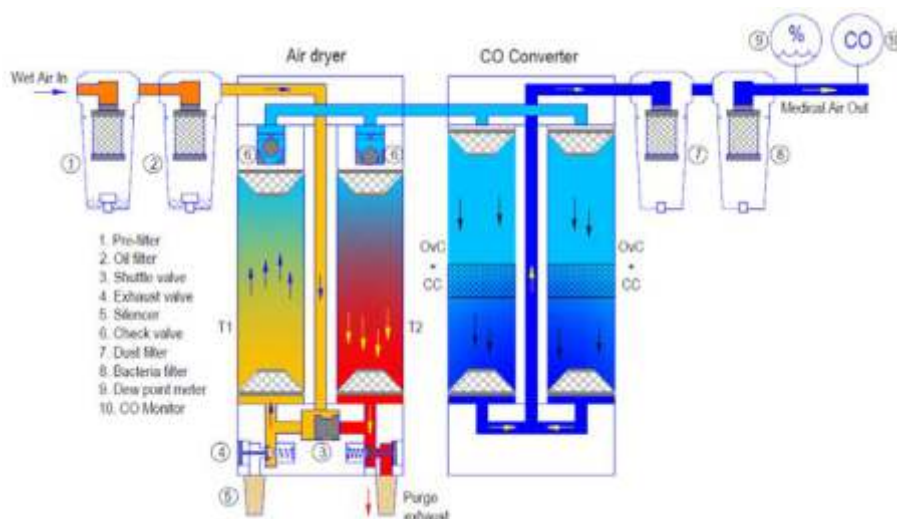 Air dryer
CO Converter
Wet Air In
Medical Air Out
%
CO
9
10
1
2
6
6
7
8
1. Pre-filter
2. Oil filter
3. Shuttle valve
4. Exhaust valve
5. Silencer
6. Check valve
7. Dust filter
8. Bacteria filter
9. Dew point meter
10. CO Monitor
T1
T2
OvC
+
CC
OvC
+
CC
4
3
5
Purge
exhaust